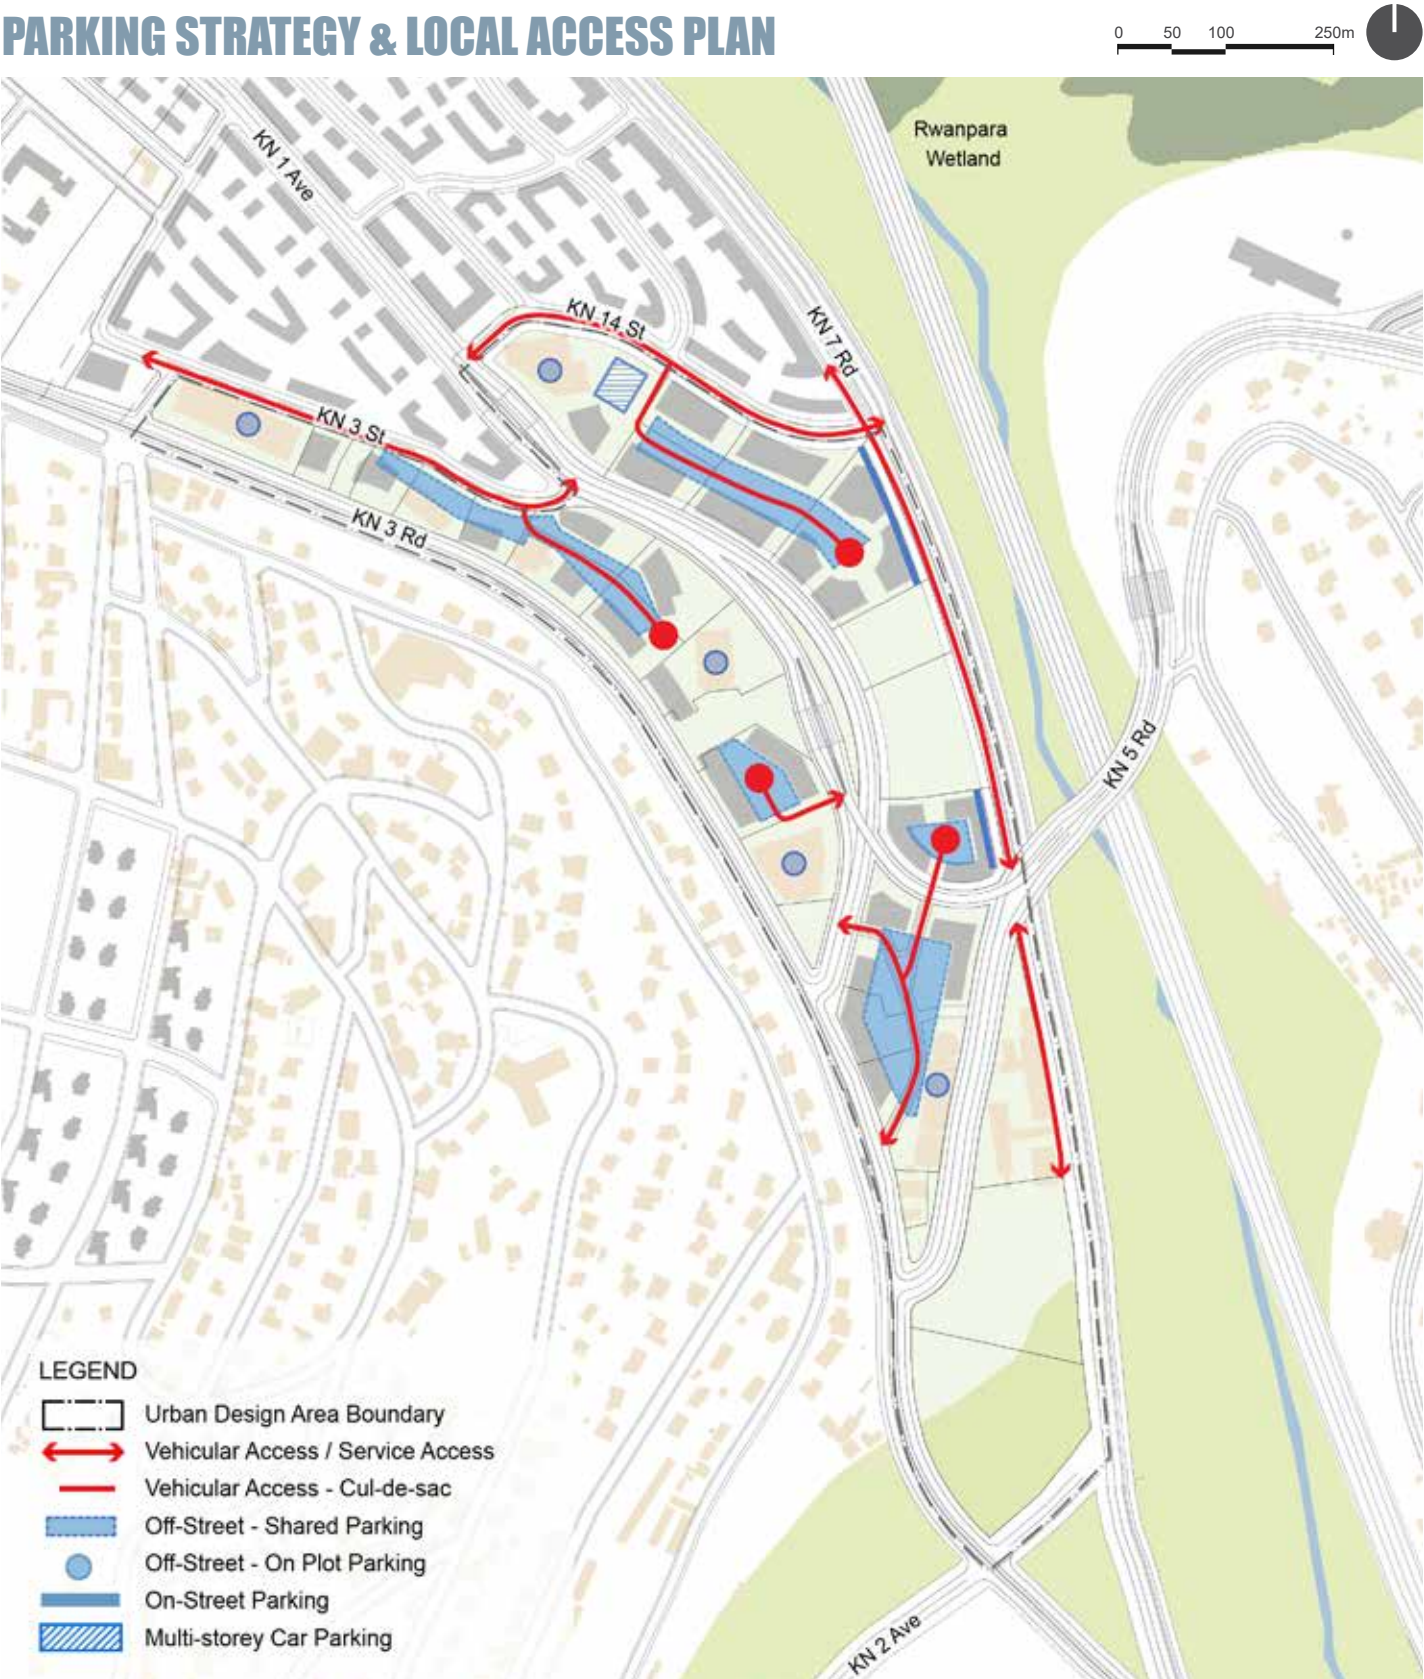 PARKING STRATEGY & LOCAL ACCESS PLAN
0 50 100 250m
Rwanpara
Wetland
KN 1 Ave
KN 14 St
KN 7 Rd
KN 3 St
KN 3 Rd
KN 5 Rd
LEGEND
Urban Design Area Boundary
Vehicular Access / Service Access
Vehicular Access - Cul-de-sac
Off-Street - Shared Parking
Off-Street - On Plot Parking
On-Street Parking
Multi-storey Car Parking
KN 2 Ave